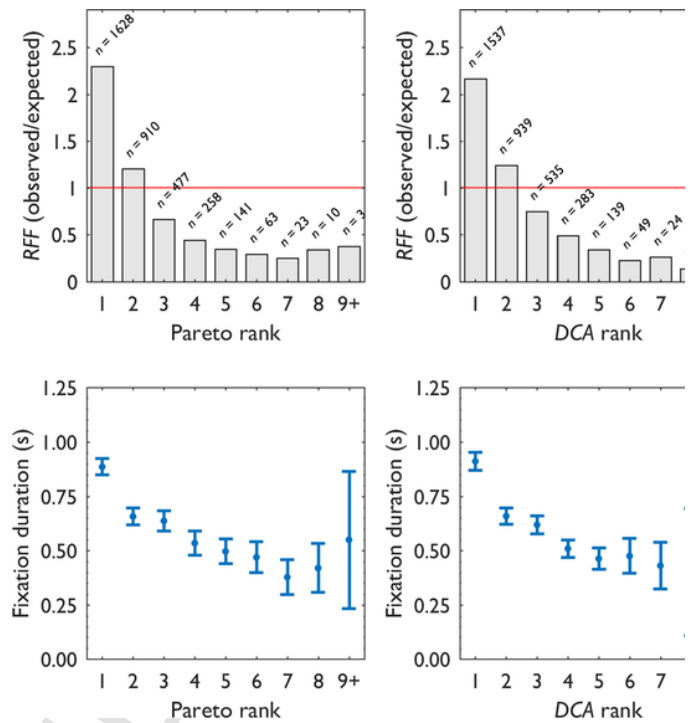 RFF (observed/expected)
2.5
2
1.5
1
0.5
0
n = 1628
n = 910
n = 477
n = 258
n = 141
n = 63
n = 23
n = 10
n = 3
1 2 3 4 5 6 7 8 9+
Pareto rank
RFF (observed/expected)
2.5
2
1.5
1
0.5
0
n = 1537
n = 939
n = 535
n = 283
n = 139
n = 49
n = 24
1 2 3 4 5 6 7
DCA rank
Fixation duration (s)
1.25
1.00
0.75
0.50
0.25
0.00
1 2 3 4 5 6 7 8 9+
Pareto rank
Fixation duration (s)
1.25
1.00
0.75
0.50
0.25
0.00
1 2 3 4 5 6 7
DCA rank